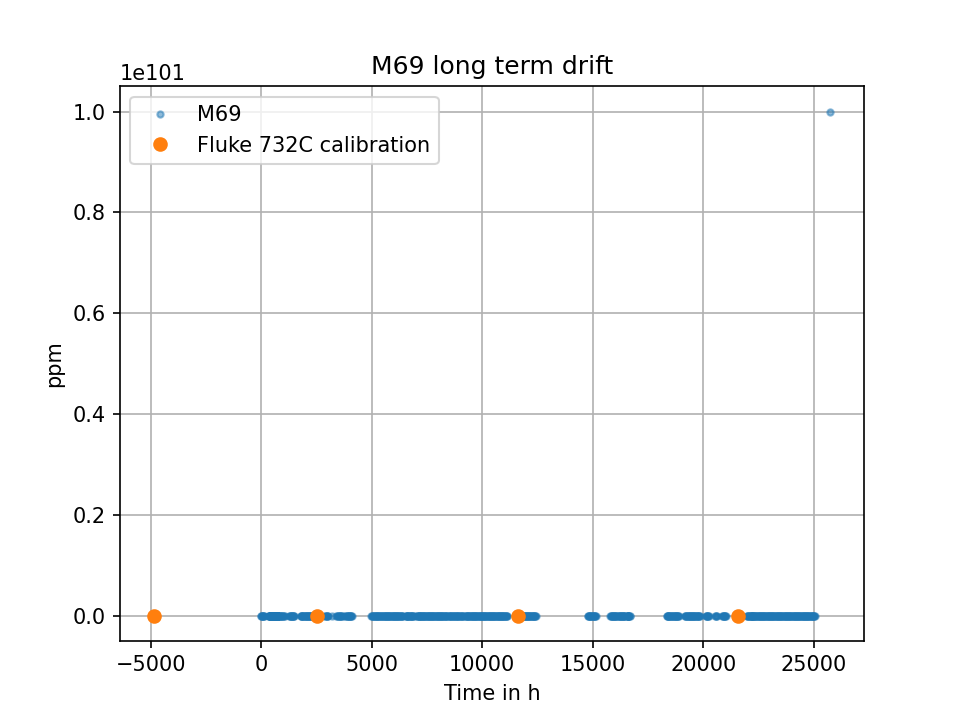 M69 long term drift
1e101
M69
Fluke 732C calibration
1.0
0.8
0.6
0.4
0.2
0.0
ppm
−5000 0 5000 10000 15000 20000 25000
Time in h